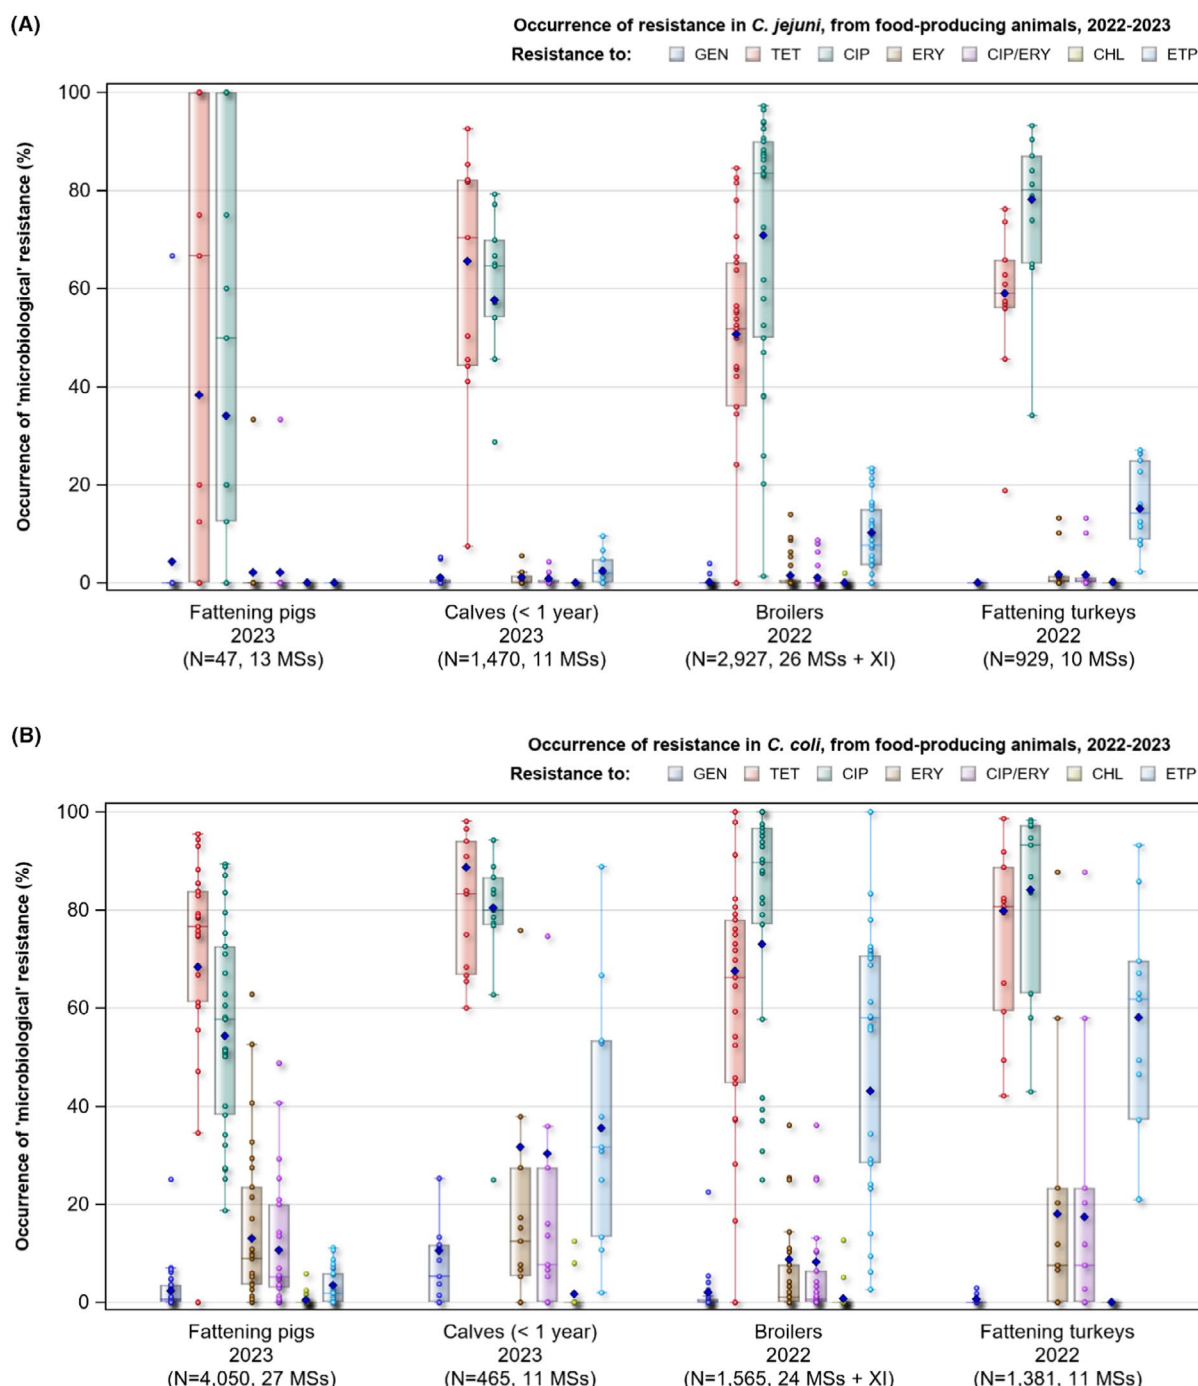 (A)
Occurrence of resistance in C. jejuni, from food-producing animals, 2022-2023
Resistance to: GEN TET CIP ERY CIP/ERY CHL ETP
Occurrence of 'microbiological' resistance (%)
100
80
60
40
20
0
Fattening pigs Calves (< 1 year) Broilers Fattening turkeys
2023 2023 2022 2022
(N=47, 13 MSs) (N=1,470, 11 MSs) (N=2,927, 26 MSs + XI) (N=929, 10 MSs)
(B)
Occurrence of resistance in C. coli, from food-producing animals, 2022-2023
Resistance to: GEN TET CIP ERY CIP/ERY CHL ETP
Occurrence of 'microbiological' resistance (%)
100
80
60
40
20
0
Fattening pigs Calves (< 1 year) Broilers Fattening turkeys
2023 2023 2022 2022
(N=4,050, 27 MSs) (N=465, 11 MSs) (N=1,565, 24 MSs + XI) (N=1,381, 11 MSs)